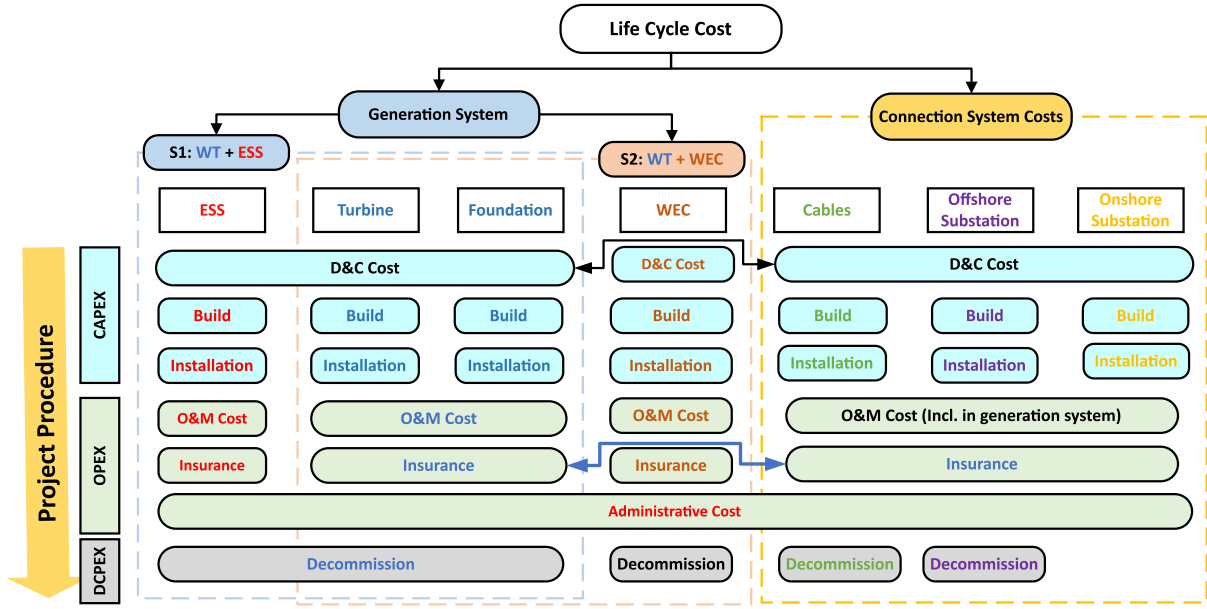 Life Cycle Cost
Generation System
Connection System Costs
S1: WT + ESS
S2: WT + WEC
ESS
Turbine
Foundation
WEC
Cables
Offshore
Substation
Onshore
Substation
Project Procedure
CAPEX
D&C Cost
D&C Cost
D&C Cost
Build
Build
Build
Build
Build
Build
Build
Installation
Installation
Installation
Installation
Installation
Installation
Installation
OPEX
O&M Cost
O&M Cost
O&M Cost
O&M Cost (Incl. in generation system)
Insurance
Insurance
Insurance
Insurance
Administrative Cost
DCPEX
Decommission
Decommission
Decommission
Decommission